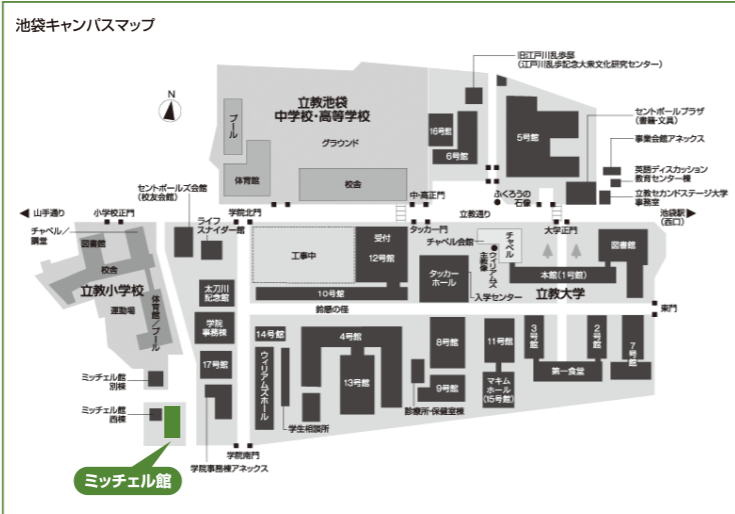 池袋キャンパスマップ
N
旧江戸川乱歩邸
(江戸川乱歩記念大衆文化研究センター)
立教池袋
中学校・高等学校
プール
グラウンド
体育館
校舎
16号館
6号館
5号館
セントポールプラザ
(書籍・文具)
事業会館アネックス
英語ディスカッション
教育センター棟
立教セカンドステージ大学
事務室
セントポールズ会館
(校友会館)
中・高正門
ふくろうの
石像
山手通り
小学校正門
学院北門
タッカー門
立教通り
大学正門
池袋駅
(西口)
チャペル/
講堂
図書館
校舎
立教小学校
運動場
体育館/プール
ライフ
スナイダー館
工事中
受付
12号館
チャペル会館
チャペル
ウィリアムス
主教像
図書館
太刀川
記念館
10号館
タッカー
ホール
入学センター
本館(1号館)
立教大学
鈴懸の径
東門
学院
事務棟
14号館
4号館
8号館
11号館
3号館
2号館
7号館
17号館
ウィリアムスホール
13号館
9号館
マキム
ホール
(15号館)
第一食堂
ミッチェル館
別棟
ミッチェル館
西棟
診療所・保健室棟
学生相談所
学院南門
学院事務棟アネックス
ミッチェル館